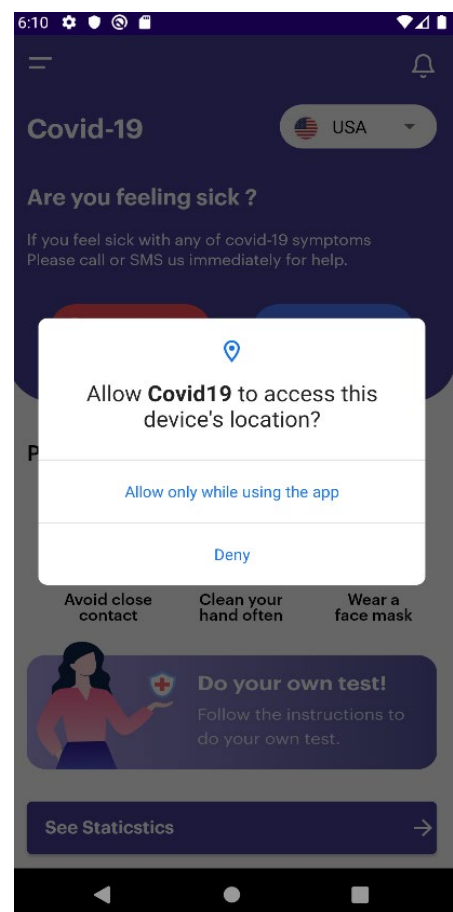 6:10
Covid-19
USA
Are you feeling sick ?
If you feel sick with any of covid-19 symptoms
Please call or SMS us immediately for help.
Allow Covid19 to access this
device's location?
P
Allow only while using the app
Deny
Avoid close
contact
Clean your
hand often
Wear a
face mask
Do your own test!
Follow the instructions to
do your own test.
See Staticstics